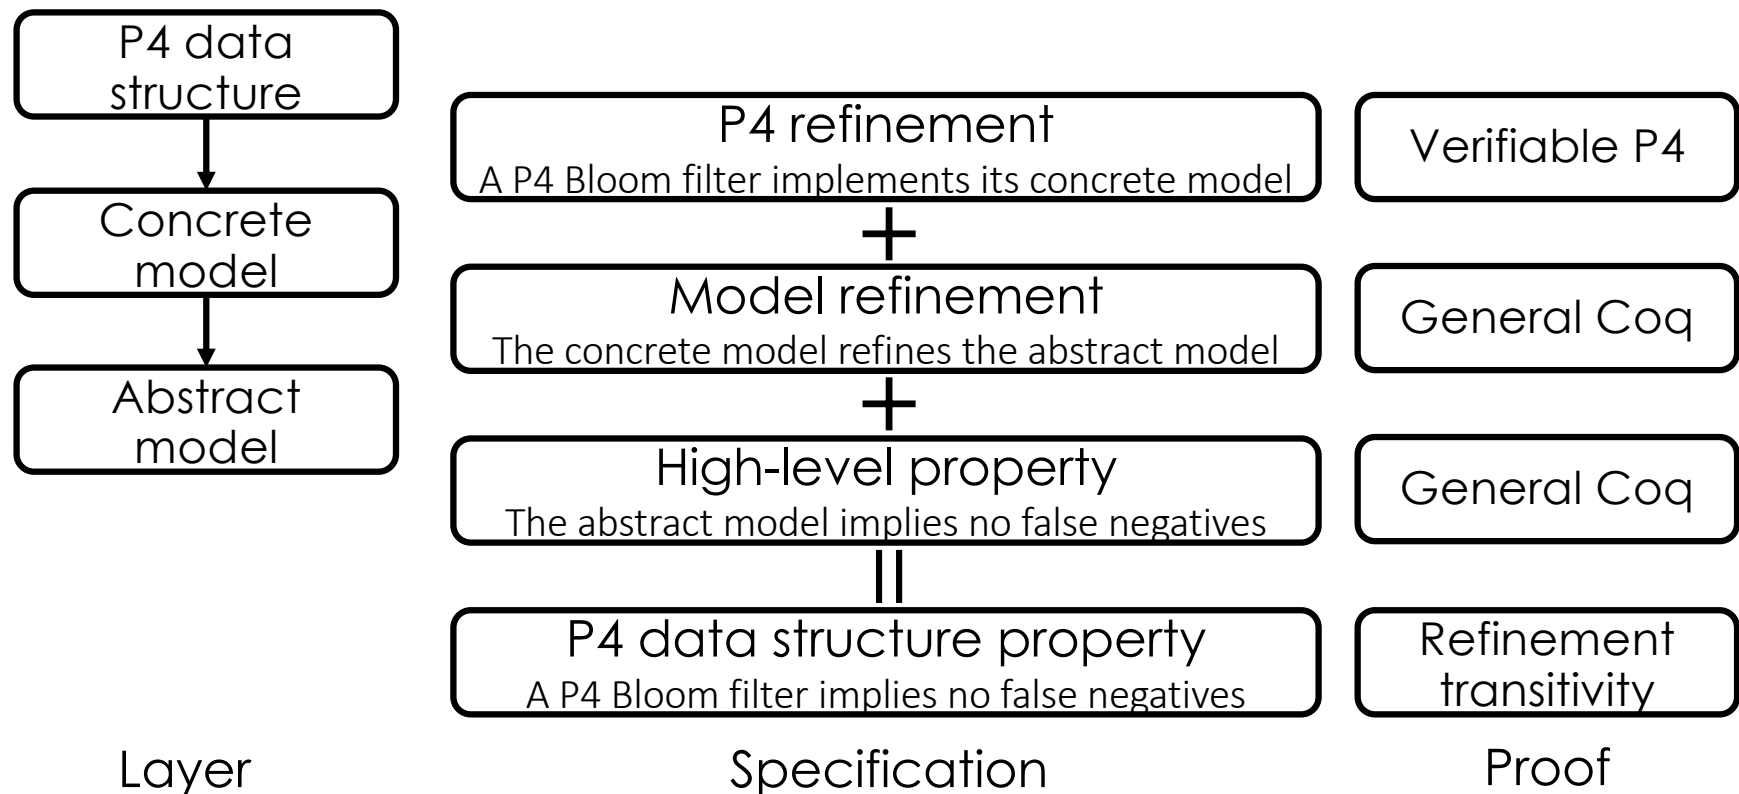 P4 data
structure
Concrete
model
Abstract
model
Layer
P4 refinement
A P4 Bloom filter implements its concrete model
+
Model refinement
The concrete model refines the abstract model
+
High-level property
The abstract model implies no false negatives
||
P4 data structure property
A P4 Bloom filter implies no false negatives
Specification
Verifiable P4
General Coq
General Coq
Refinement
transitivity
Proof